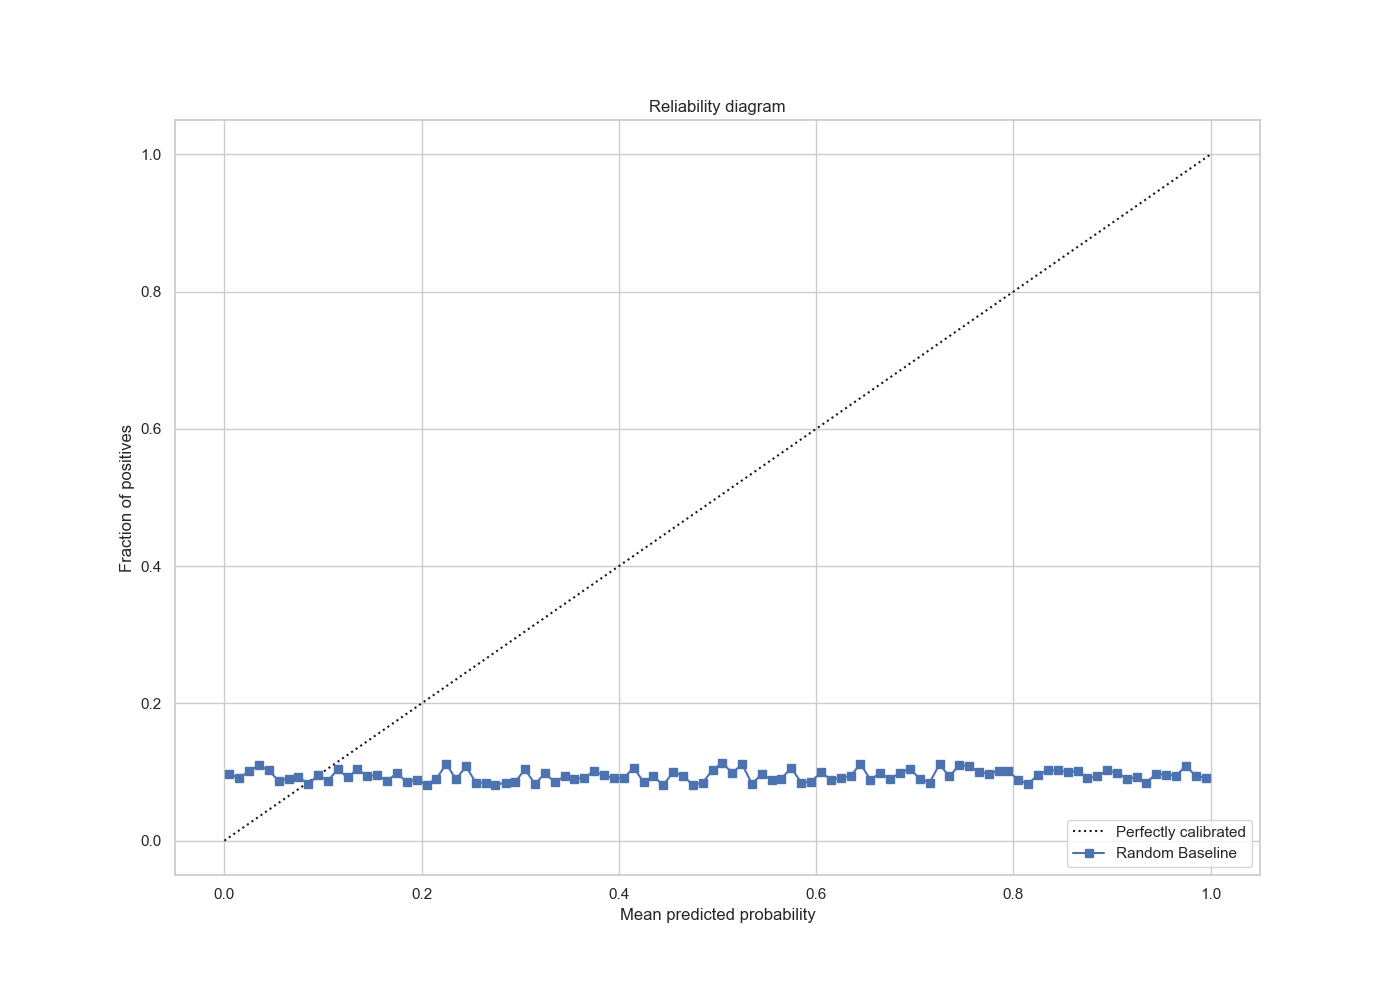 Reliability diagram
1.0
0.8
0.6
0.4
0.2
0.0
Fraction of positives
Perfectly calibrated
Random Baseline
0.0 0.2 0.4 0.6 0.8 1.0
Mean predicted probability